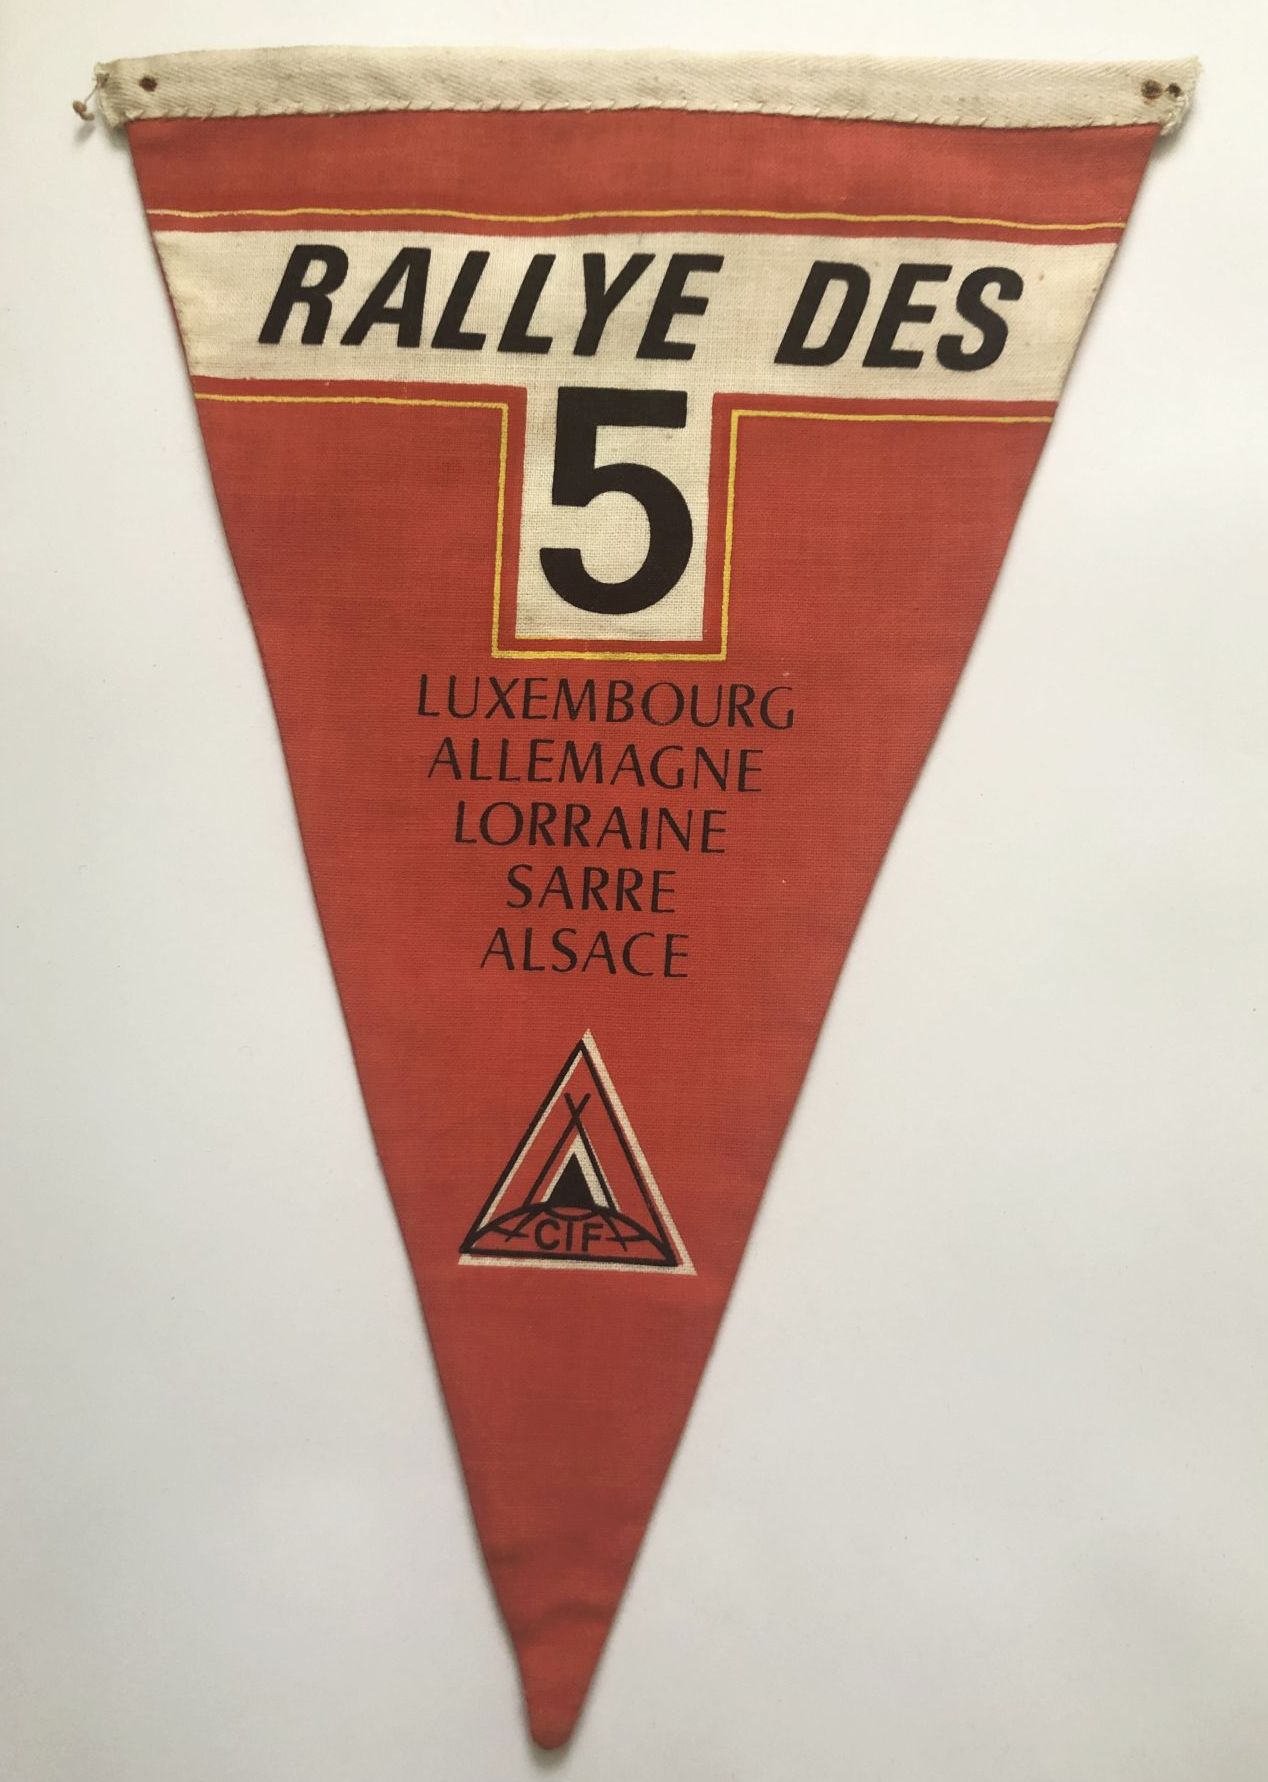 RALLYE DES
5
LUXEMBOURG
ALLEMAGNE
LORRAINE
SARRE
ALSACE
CTF